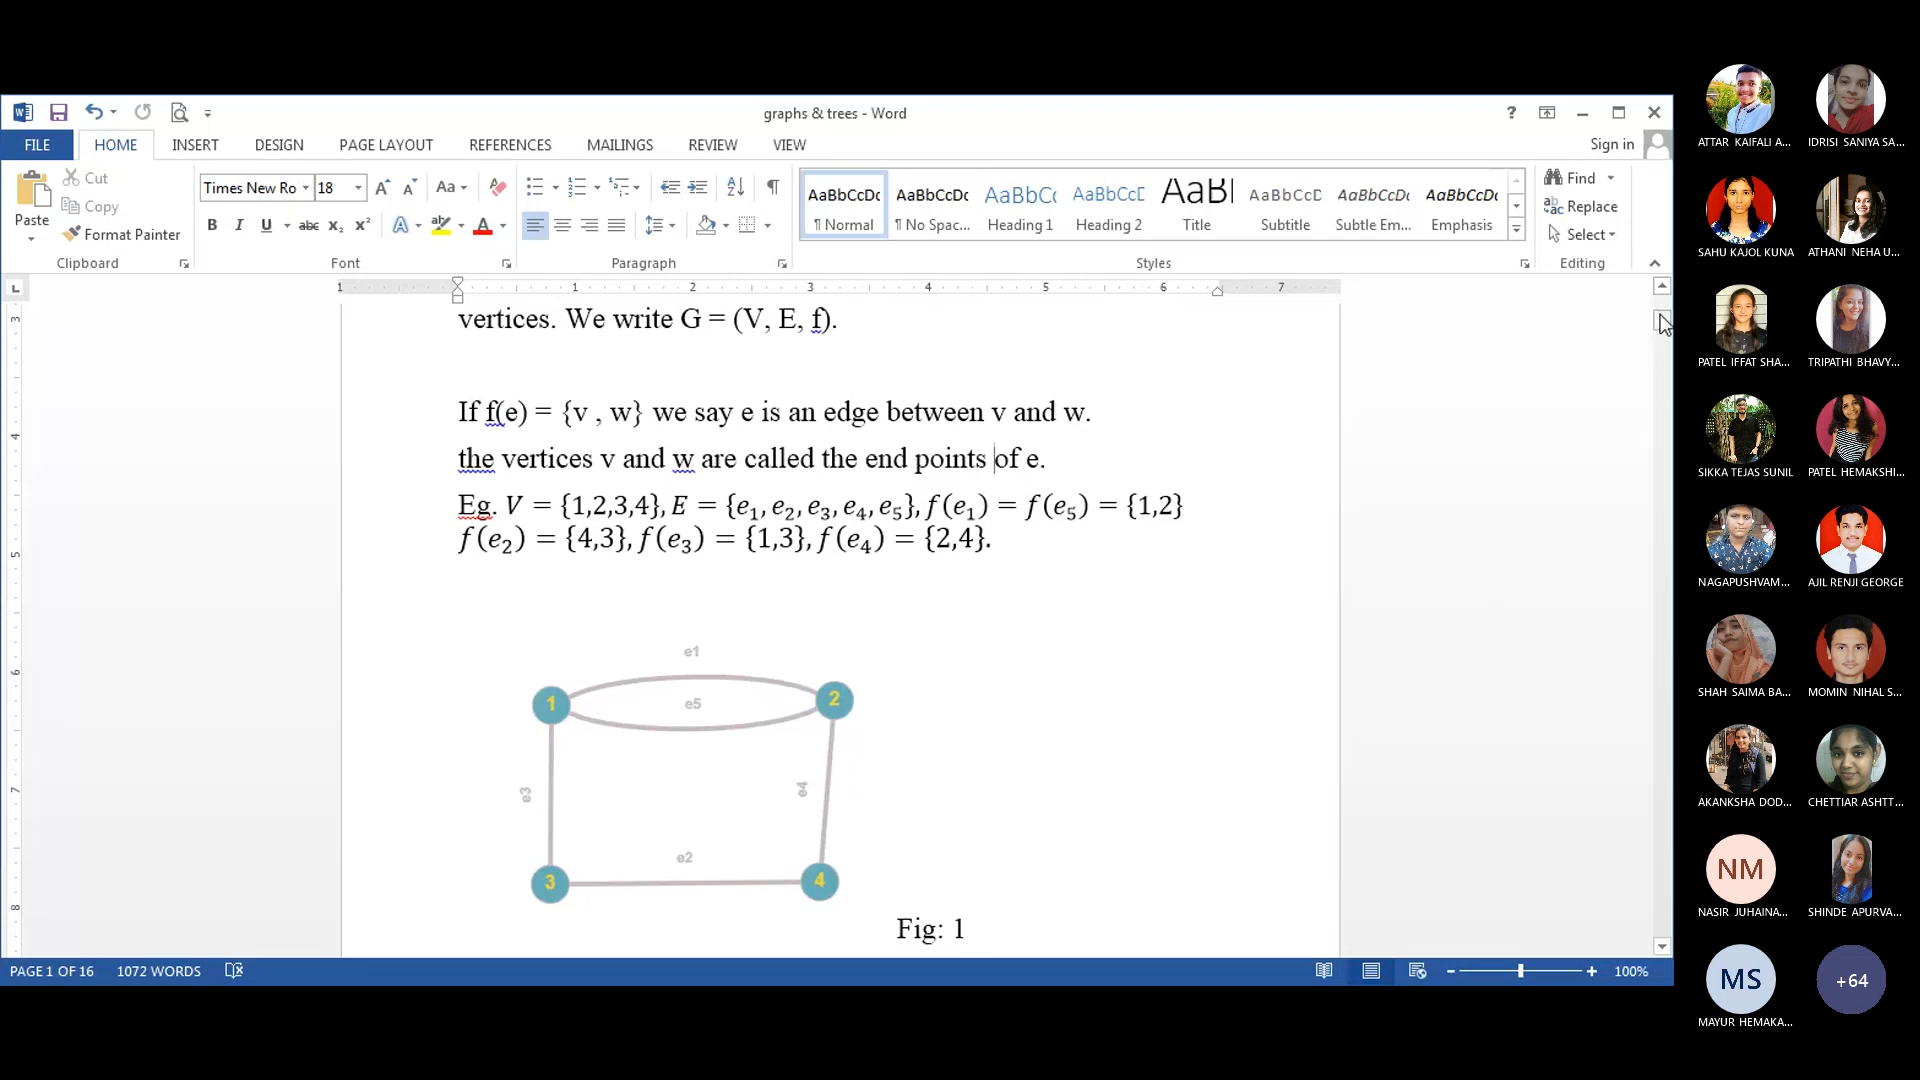 graphs & trees - Word
FILE HOME INSERT DESIGN PAGE LAYOUT REFERENCES MAILINGS REVIEW VIEW Sign in
Paste
Cut
Copy
Format Painter
Clipboard
Times New Ro 18
Font
Paragraph
AaBbCcDc AaBbCcDc AaBbCc AaBbCcD AaBl AaBbCcD AaBbCcDc AaBbCcDc
¶ Normal ¶ No Spac... Heading 1 Heading 2 Title Subtitle Subtle Em... Emphasis
Styles
Find
Replace
Select
Editing
vertices. We write G = (V, E, f).
If f(e) = {v , w} we say e is an edge between v and w.
the vertices v and w are called the end points of e.
Eg. V = {1,2,3,4}, E = {e₁, e₂, e₃, e₄, e₅}, f(e₁) = f(e₅) = {1,2}
f(e₂) = {4,3}, f(e₃) = {1,3}, f(e₄) = {2,4}.
e1
1 e5 2
e3 e4
e2
3 4
Fig: 1
PAGE 1 OF 16 1072 WORDS 100%
ATTAR KAIFALI A... IDRISI SANIYA SA...
SAHU KAJOL KUNA ATHANI NEHA U...
PATEL IFFAT SHA... TRIPATHI BHAVY...
SIKKA TEJAS SUNIL PATEL HEMAKSHI...
NAGAPUSHVAM... AJIL RENJI GEORGE
SHAH SAIMA BA... MOMIN NIHAL S...
AKANKSHA DOD... CHETTIAR ASHTT...
NM
NASIR JUHAINA... SHINDE APURVA...
MS +64
MAYUR HEMAKA...